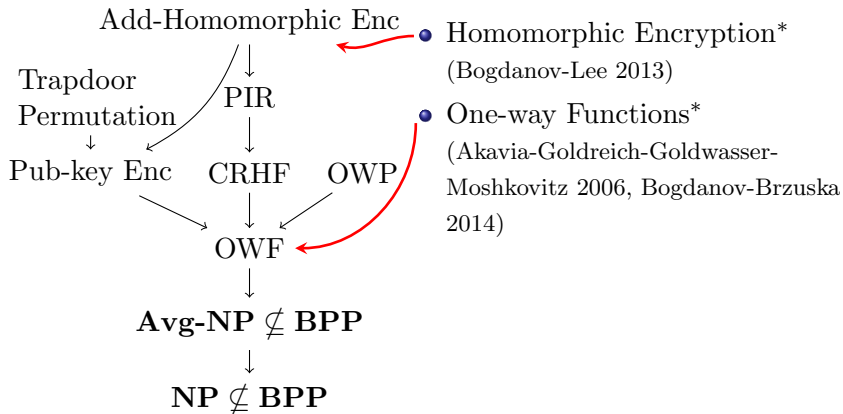 Add-Homomorphic Enc
Trapdoor
Permutation
PIR
Pub-key Enc
CRHF
OWP
OWF
Avg-NP ⊈ BPP
NP ⊈ BPP
Homomorphic Encryption*
(Bogdanov-Lee 2013)
One-way Functions*
(Akavia-Goldreich-Goldwasser-
Moshkovitz 2006, Bogdanov-Brzuska
2014)